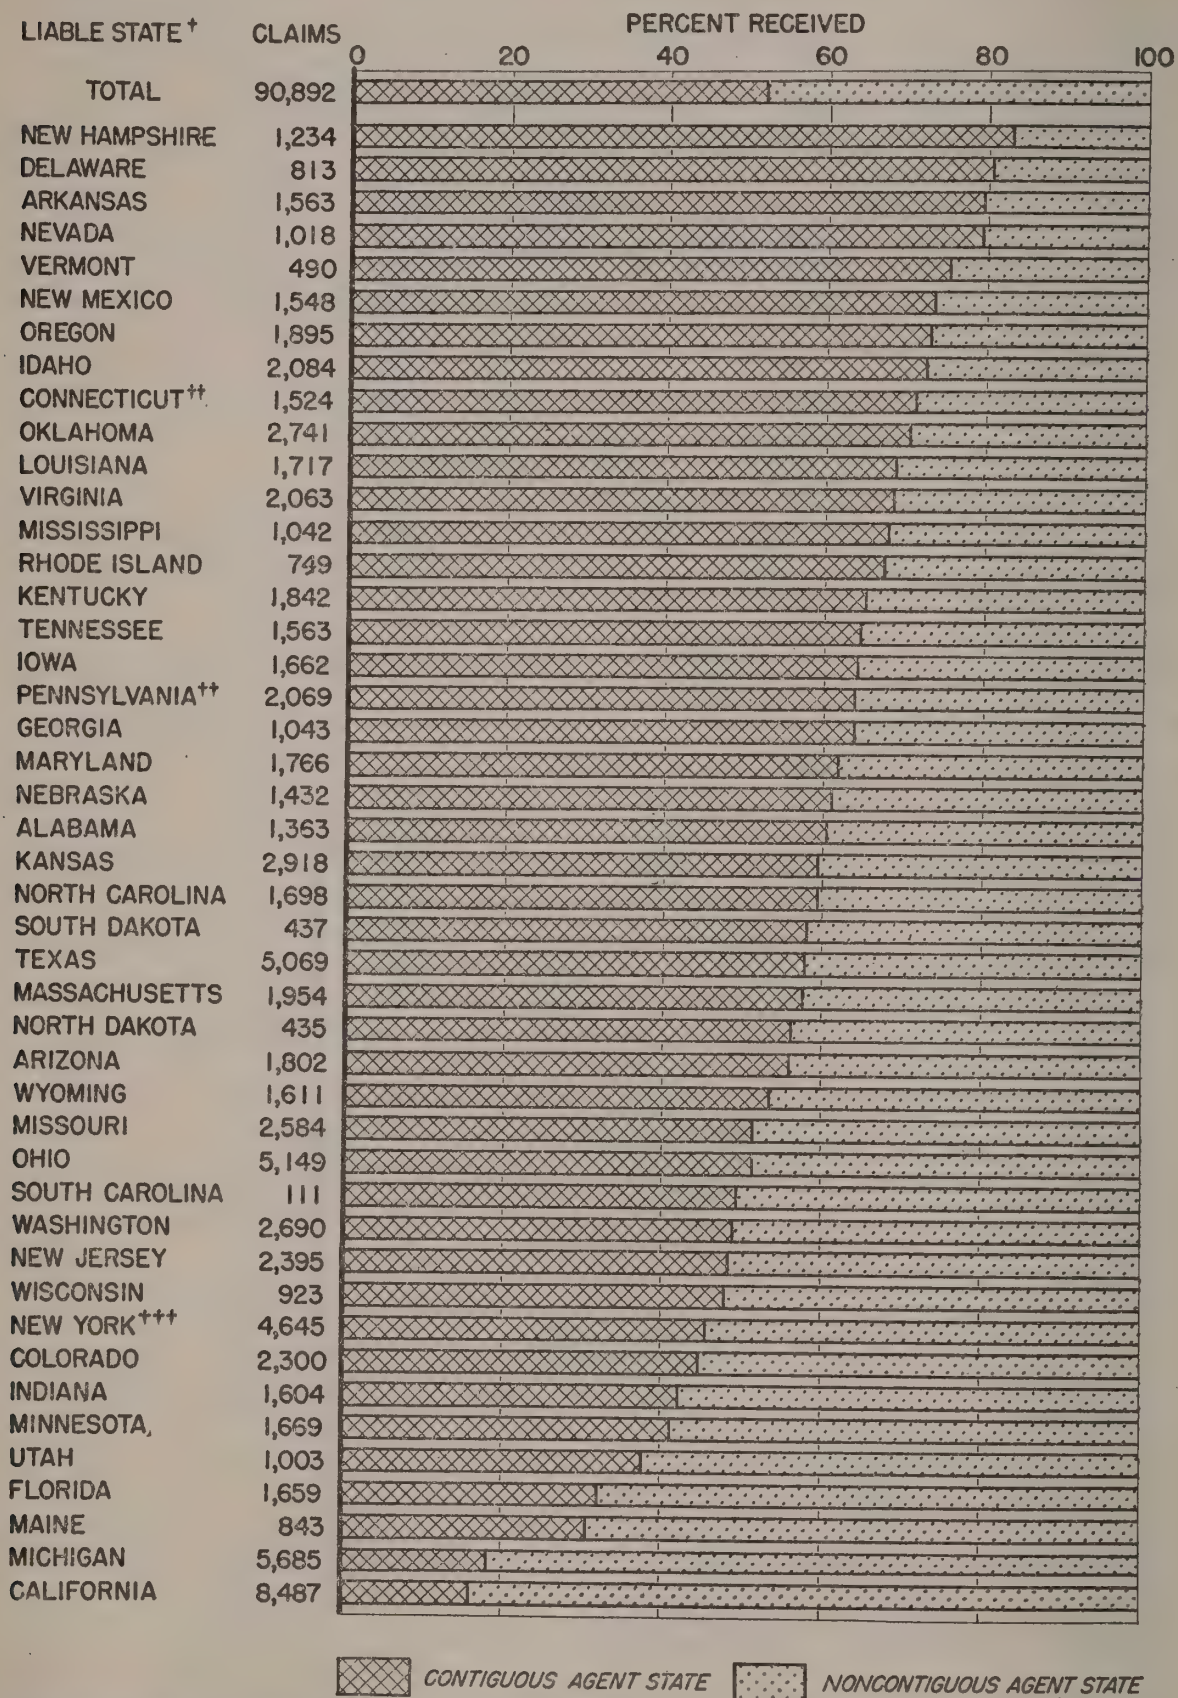 LIABLE STATE† CLAIMS PERCENT RECEIVED
0 20 40 60 80 100
TOTAL 90,892
NEW HAMPSHIRE 1,234
DELAWARE 813
ARKANSAS 1,563
NEVADA 1,018
VERMONT 490
NEW MEXICO 1,548
OREGON 1,895
IDAHO 2,084
CONNECTICUT†† 1,524
OKLAHOMA 2,741
LOUISIANA 1,717
VIRGINIA 2,063
MISSISSIPPI 1,042
RHODE ISLAND 749
KENTUCKY 1,842
TENNESSEE 1,563
IOWA 1,662
PENNSYLVANIA†† 2,069
GEORGIA 1,043
MARYLAND 1,766
NEBRASKA 1,432
ALABAMA 1,363
KANSAS 2,918
NORTH CAROLINA 1,698
SOUTH DAKOTA 437
TEXAS 5,069
MASSACHUSETTS 1,954
NORTH DAKOTA 435
ARIZONA 1,802
WYOMING 1,611
MISSOURI 2,584
OHIO 5,149
SOUTH CAROLINA 111
WASHINGTON 2,690
NEW JERSEY 2,395
WISCONSIN 923
NEW YORK††† 4,645
COLORADO 2,300
INDIANA 1,604
MINNESOTA 1,669
UTAH 1,003
FLORIDA 1,659
MAINE 843
MICHIGAN 5,685
CALIFORNIA 8,487
CONTIGUOUS AGENT STATE NONCONTIGUOUS AGENT STATE